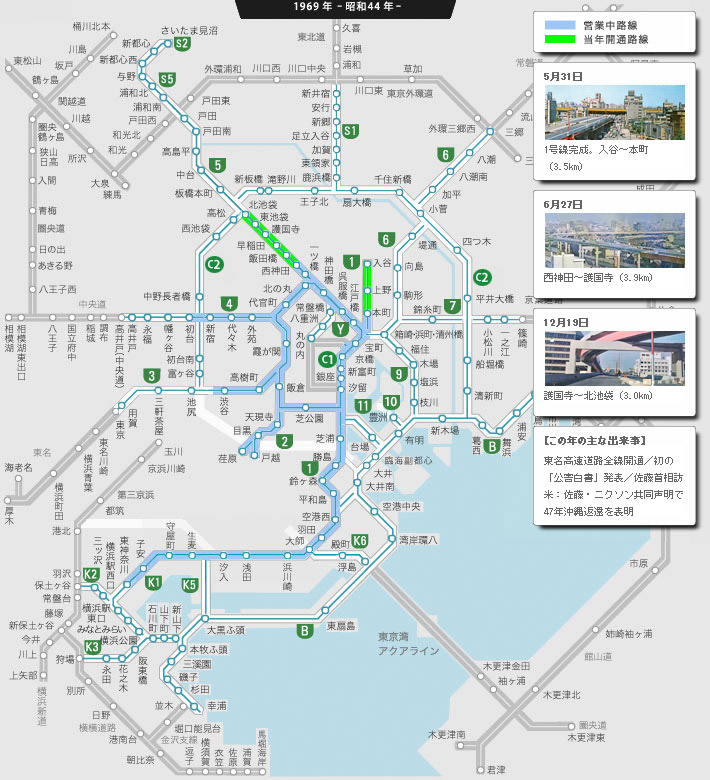 1969年 -昭和44年-
営業中路線
当年開通路線
5月31日
1号線完成。入谷〜本町
（3.5km）
6月27日
西神田〜護国寺（3.9km）
12月19日
護国寺〜北池袋（3.0km）
【この年の主な出来事】
東名高速道路全線開通／初の
「公害白書」発表／佐藤首相訪
米：佐藤・ニクソン共同声明で
47年沖縄返還を表明
桶川北本
さいたま見沼
新都心
S2
新都心西
与野
S5
浦和北
浦和南
川島
坂戸
東松山
鶴ヶ島
関越道
川越
圏央
鶴ヶ島
狭山
日高
所沢
入間
青梅
圏央道
日の出
あきる野
八王子西
大泉
練馬
和光
和光北
戸田西
戸田東
戸田
戸田南
外環浦和
川口西
川口中央
草加
東京外環道
外環三郷西
三郷
常磐道
久喜
東北道
岩槻
浦和
川口東
新井宿
安行
新郷
足立入谷
加賀
東領家
鹿浜橋
S1
高島平
中台
板橋本町
5
新板橋
滝野川
王子北
扇大橋
千住新橋
小菅
加平
八潮南
八潮
6
高松
北池袋
東池袋
護国寺
早稲田
飯田橋
西神田
西池袋
C2
中野長者橋
一ツ橋
神田橋
呉服橋
江戸橋
常盤橋
八重洲
丸の内
北の丸
代官町
霞が関
1
入谷
上野
本町
6
堤通
向島
駒形
錦糸町
7
四つ木
C2
平井大橋
小松川
一之江
篠崎
京葉道路
船堀橋
清新町
葛西
舞浜
浦安
中央道
相模湖
相模湖東出口
八王子
国立府中
稲城
調布
高井戸(中央道)
高井戸
永福
幡ヶ谷
初台
新宿
代々木
外苑
4
初台南
富ヶ谷
高樹町
渋谷
池尻
三軒茶屋
用賀
東京
3
Y
C1
銀座
京橋
宝町
新富町
汐留
箱崎・浜町・清州橋
福住
木場
塩浜
枝川
9
10
11
豊洲
有明
新木場
B
飯倉
芝公園
天現寺
目黒
荏原
戸越
2
芝浦
勝島
台場
臨海副都心
大井
大井南
1
鈴ヶ森
平和島
空港西
羽田
大師
空港中央
湾岸環八
殿町
浮島
K6
東扇島
B
東京湾
アクアライン
玉川
京浜川崎
第三京浜
都筑
港北
東名川崎
横浜青葉
横浜町田
東名
海老名
厚木
浜川崎
浅田
汐入
生麦
守屋町
子安
東神奈川
横浜駅西口
三ッ沢
K1
K5
K2
K3
羽沢
保土ヶ谷
常盤台
藤塚
新保土ヶ谷
今井
川上
上矢部
狩場
横浜新道
横浜駅
東口
みなとみらい
横浜公園
石川町
山下町
新山下
大黒ふ頭
本牧ふ頭
三溪園
磯子
杉田
幸浦
永田
花之木
阪東橋
別所
日野
横横道路
港南台
朝比奈
並木
堀口能見台
金沢支線
逗子
横須賀
衣笠
佐原
浦賀
馬堀海岸
市原
姉崎袖ヶ浦
館山道
木更津金田
袖ヶ浦
木更津北
圏央道
木更津東
木更津南
君津